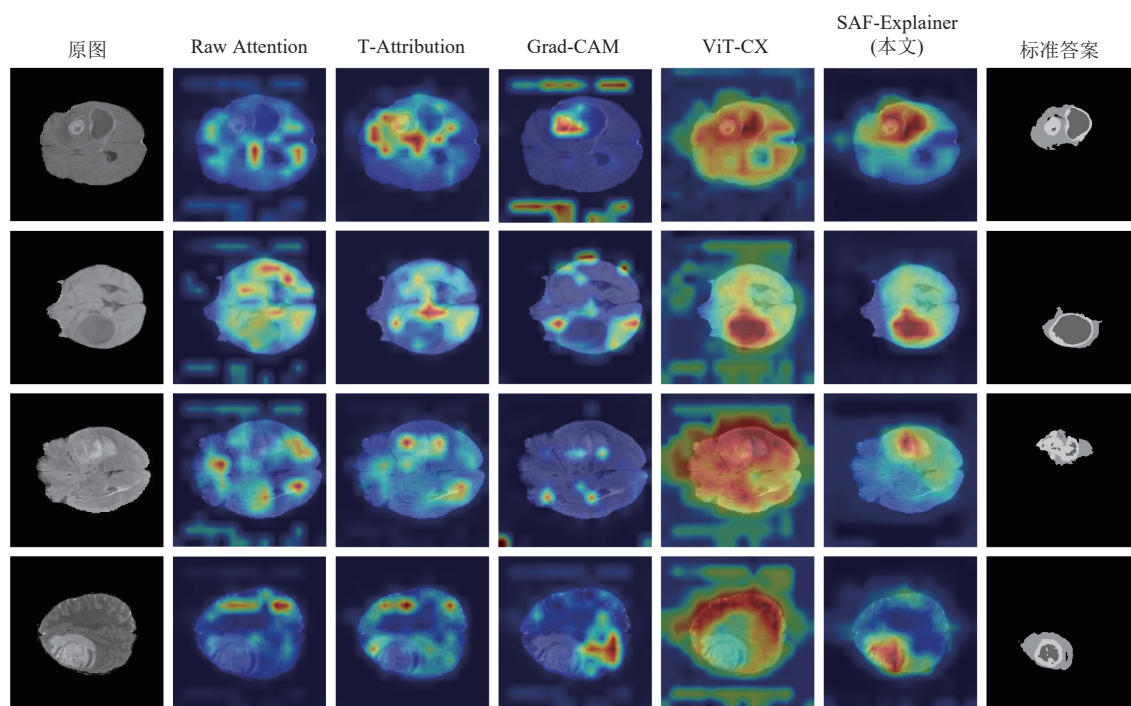 原图
Raw Attention
T-Attribution
Grad-CAM
ViT-CX
SAF-Explainer
(本文)
标准答案